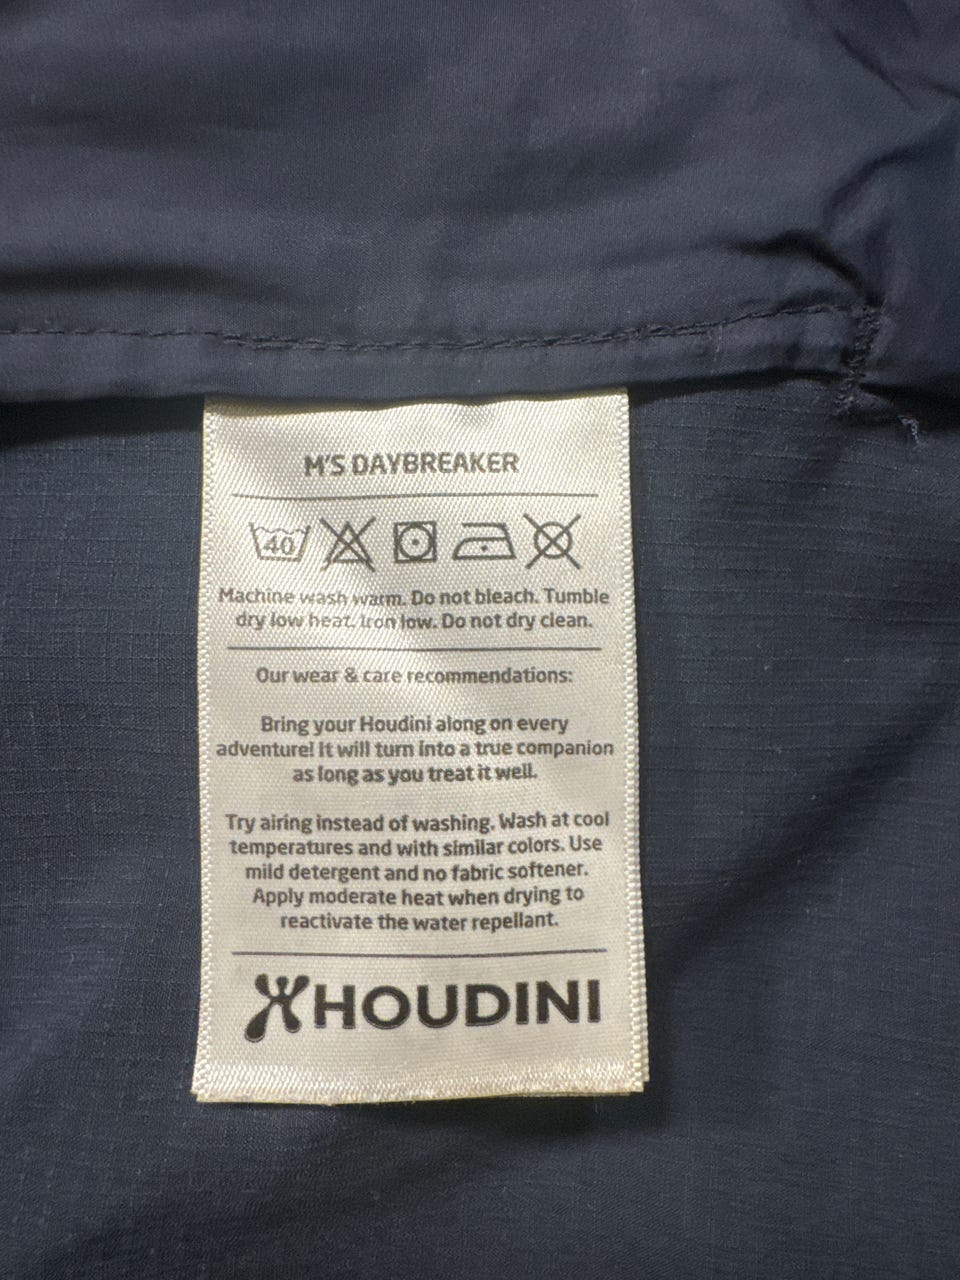 M'S DAYBREAKER
40
Machine wash warm. Do not bleach. Tumble
dry low heat. Iron low. Do not dry clean.
Our wear & care recommendations:
Bring your Houdini along on every
adventure! It will turn into a true companion
as long as you treat it well.
Try airing instead of washing. Wash at cool
temperatures and with similar colors. Use
mild detergent and no fabric softener.
Apply moderate heat when drying to
reactivate the water repellant.
HOUDINI